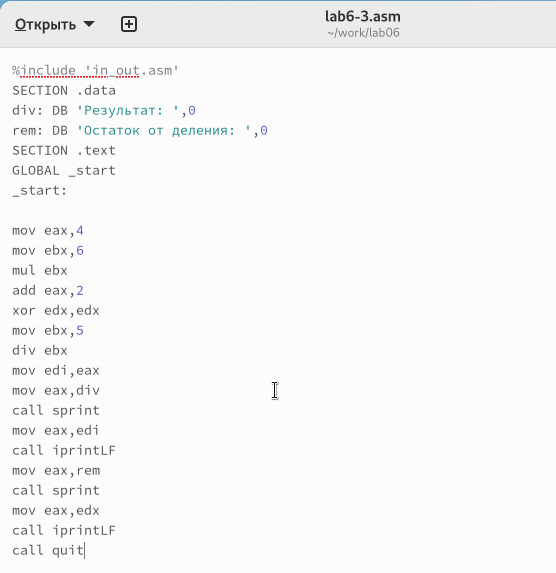 Открыть
lab6-3.asm
~/work/lab06
%include 'in_out.asm'
SECTION .data
div: DB 'Результат: ',0
rem: DB 'Остаток от деления: ',0
SECTION .text
GLOBAL _start
_start:
mov eax,4
mov ebx,6
mul ebx
add eax,2
xor edx,edx
mov ebx,5
div ebx
mov edi,eax
mov eax,div
call sprint
mov eax,edi
call iprintLF
mov eax,rem
call sprint
mov eax,edx
call iprintLF
call quit